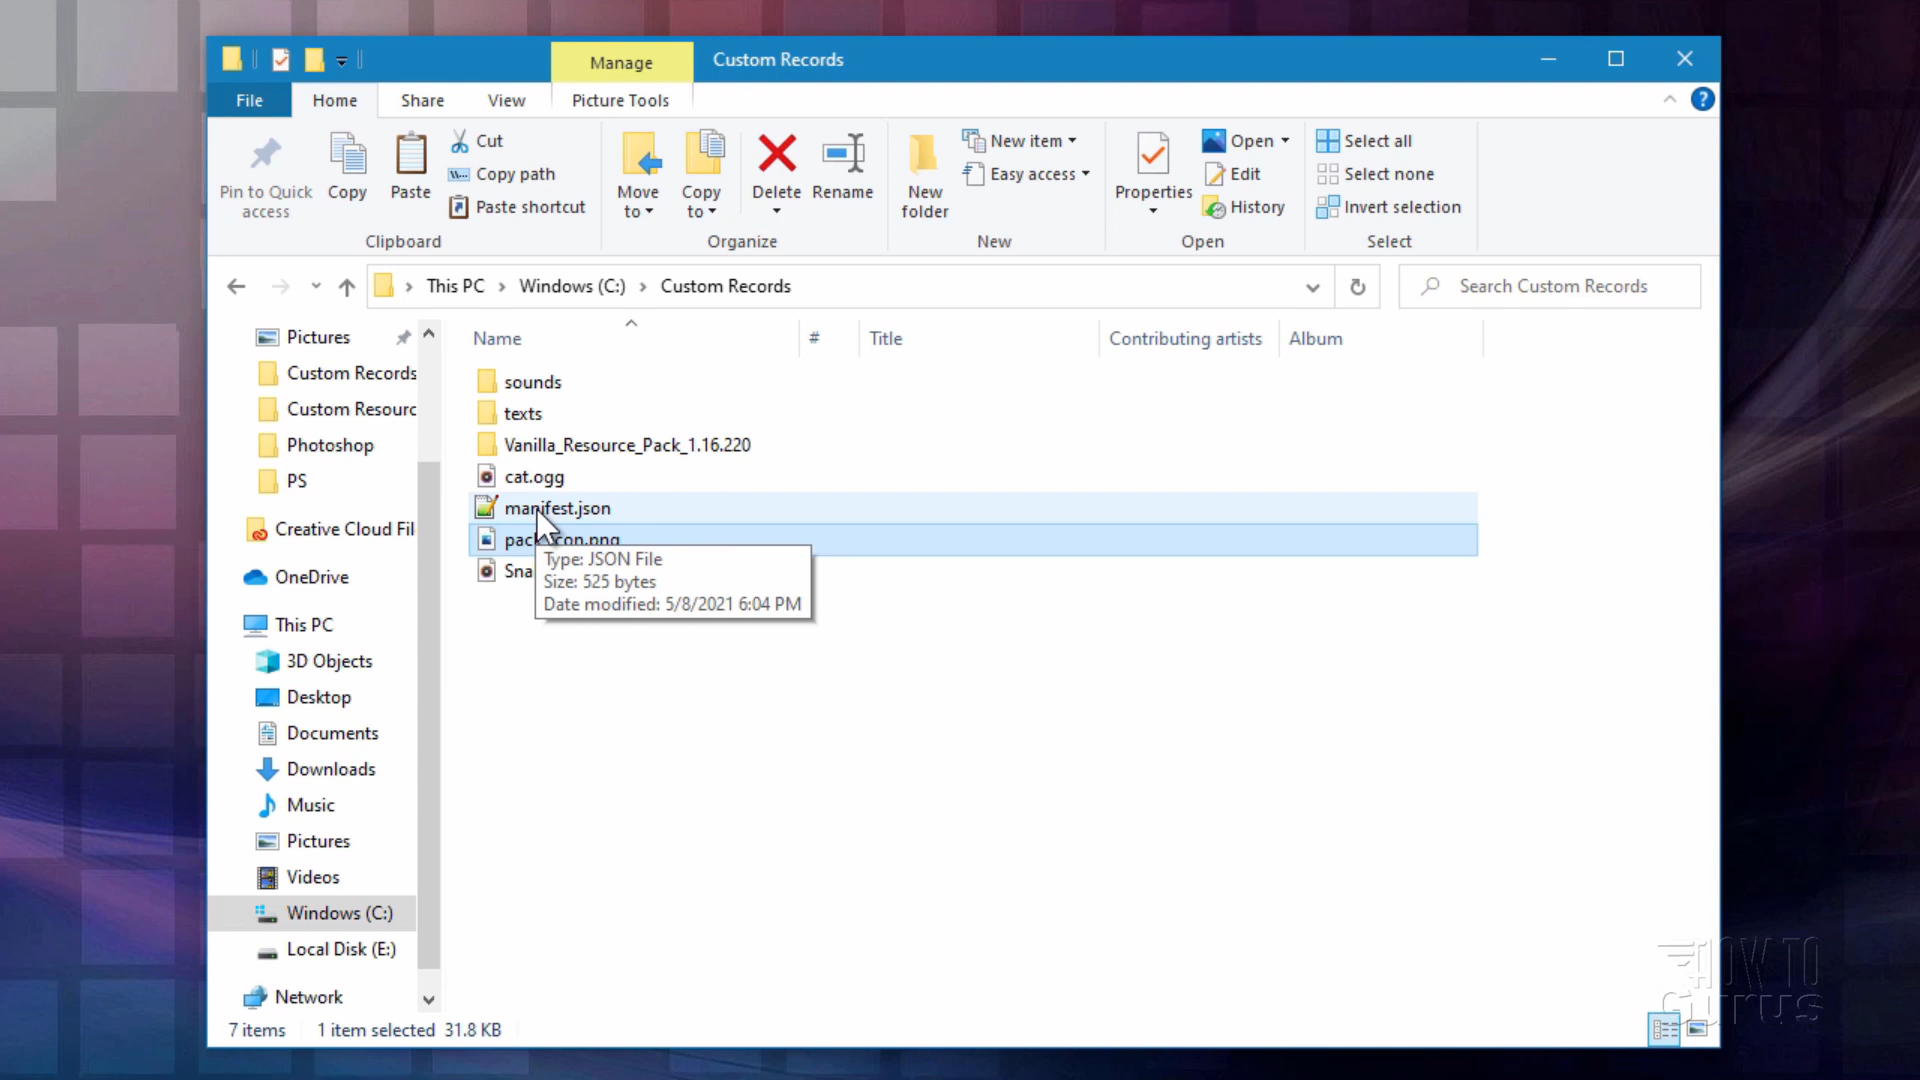 Manage
Custom Records
File
Home
Share
View
Picture Tools
Pin to Quick access
Copy
Paste
Cut
Copy path
Paste shortcut
Clipboard
Move to
Copy to
Delete
Rename
Organize
New folder
New item
Easy access
New
Properties
Open
Edit
History
Open
Select all
Select none
Invert selection
Select
This PC
Windows (C:)
Custom Records
Search Custom Records
Name
#
Title
Contributing artists
Album
Pictures
Custom Records
Custom Resourc
Photoshop
PS
Creative Cloud Fil
OneDrive
This PC
3D Objects
Desktop
Documents
Downloads
Music
Pictures
Videos
Windows (C:)
Local Disk (E:)
Network
sounds
texts
Vanilla_Resource_Pack_1.16.220
cat.ogg
manifest.json
Sna
Type: JSON File
Size: 525 bytes
Date modified: 5/8/2021 6:04 PM
7 items
1 item selected 31.8 KB
HOW TO
Gurus